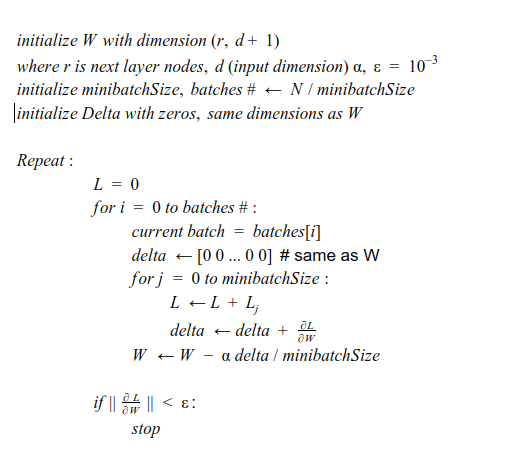 initialize W with dimension (r, d + 1)
where r is next layer nodes, d (input dimension) α, ε = 10⁻³
initialize minibatchSize, batches # ← N / minibatchSize
initialize Delta with zeros, same dimensions as W
Repeat :
L = 0
for i = 0 to batches # :
current batch = batches[i]
delta ← [0 0 ... 0 0] # same as W
for j = 0 to minibatchSize :
L ← L + Lⱼ
delta ← delta + ∂L/∂W
W ← W − α delta / minibatchSize
if || ∂L/∂W || < ε :
stop